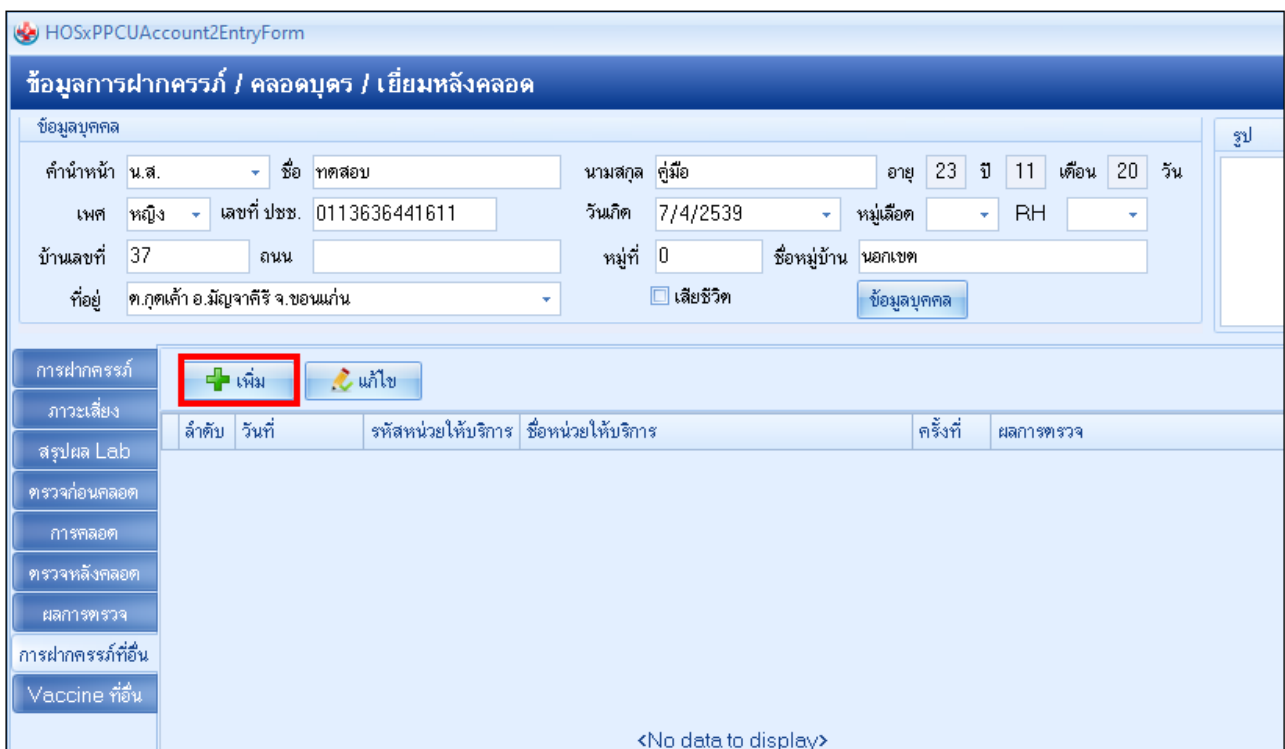 HOSxPPCUAccount2EntryForm
ข้อมูลการฝากครรภ์ / คลอดบุตร / เยี่ยมหลังคลอด
ข้อมูลบุคคล
รูป
คำนำหน้า น.ส. ชื่อ ทดสอบ นามสกุล คู่มือ อายุ 23 ปี 11 เดือน 20 วัน
เพศ หญิง เลขที่ ปชช. 0113636441611 วันเกิด 7/4/2539 หมู่เลือด RH
บ้านเลขที่ 37 ถนน หมู่ที่ 0 ชื่อหมู่บ้าน นอกเขต
ที่อยู่ ต.กุดเค้า อ.มัญจาคีรี จ.ขอนแก่น เสียชีวิต ข้อมูลบุคคล
การฝากครรภ์
ภาวะเสี่ยง
สรุปผล Lab
ตรวจก่อนคลอด
การคลอด
ตรวจหลังคลอด
ผลการตรวจ
การฝากครรภ์ที่อื่น
Vaccine ที่อื่น
เพิ่ม แก้ไข
ลำดับ วันที่ รหัสหน่วยให้บริการ ชื่อหน่วยให้บริการ ครั้งที่ ผลการตรวจ
<No data to display>